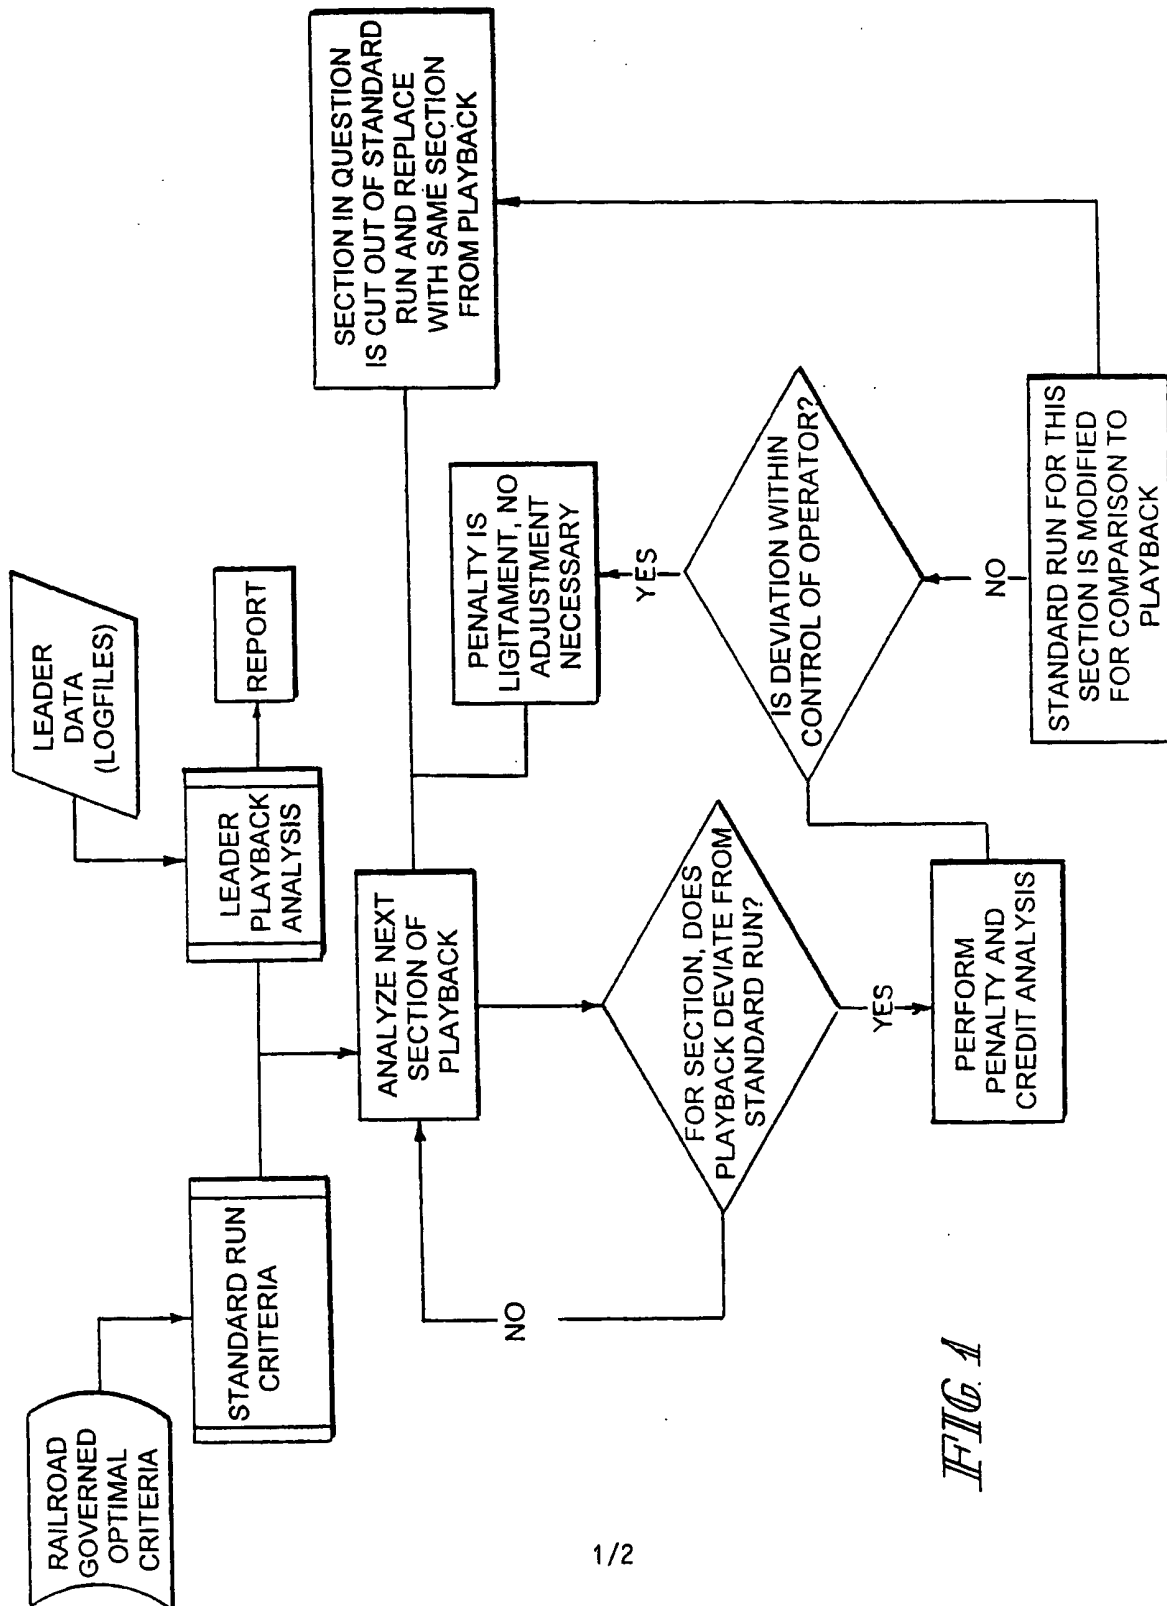 RAILROAD
GOVERNED
OPTIMAL
CRITERIA
STANDARD RUN
CRITERIA
LEADER
DATA
(LOGFILES)
LEADER
PLAYBACK
ANALYSIS
REPORT
ANALYZE NEXT
SECTION OF
PLAYBACK
NO
FOR SECTION, DOES
PLAYBACK DEVIATE FROM
STANDARD RUN?
YES
PERFORM
PENALTY AND
CREDIT ANALYSIS
IS DEVIATION WITHIN
CONTROL OF OPERATOR?
YES
PENALTY IS
LIGITAMENT, NO
ADJUSTMENT
NECESSARY
NO
STANDARD RUN FOR THIS
SECTION IS MODIFIED
FOR COMPARISON TO
PLAYBACK
SECTION IN QUESTION
IS CUT OUT OF STANDARD
RUN AND REPLACE
WITH SAME SECTION
FROM PLAYBACK
FIG. 1
1/2